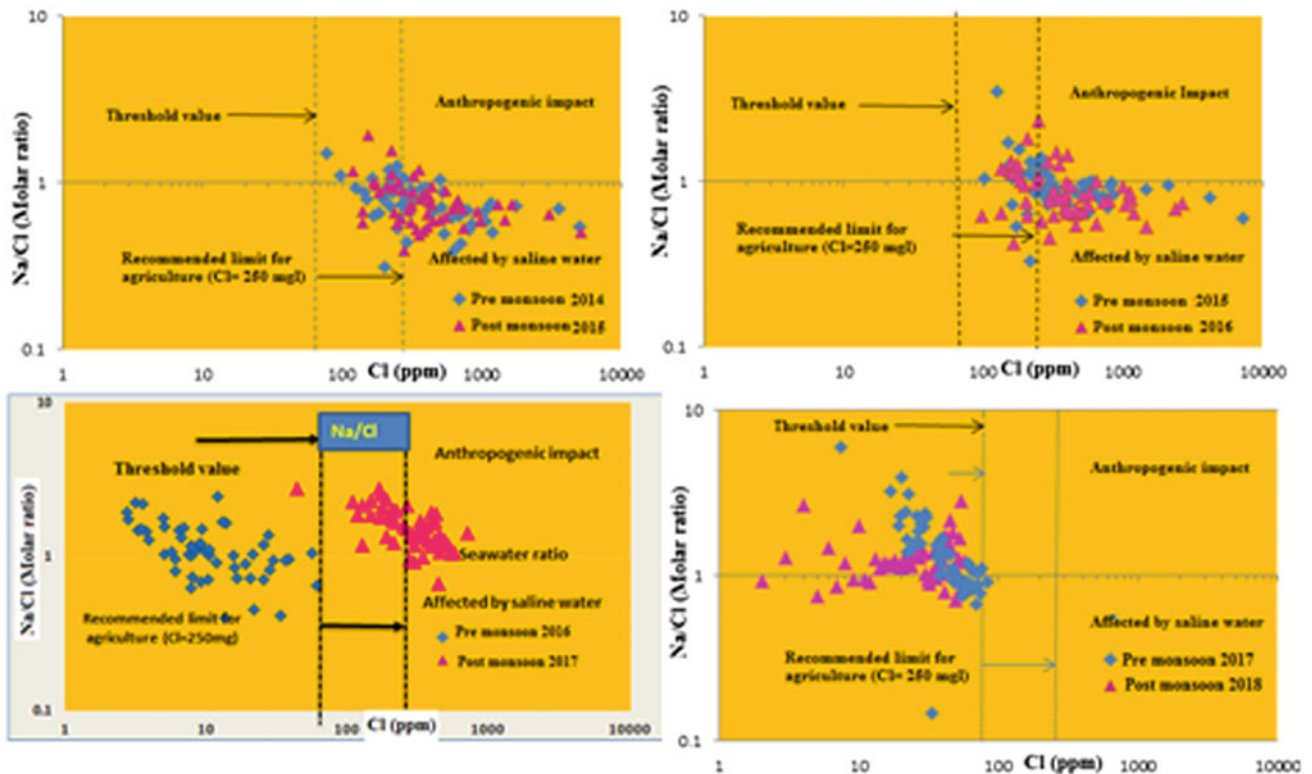 10
Anthropogenic impact
Threshold value
1
Na/Cl (Molar ratio)
Recommended limit for
agriculture (Cl= 250 mgl)
Affected by saline water
Pre monsoon 2014
Post monsoon 2015
0.1
1 10 100 Cl (ppm) 1000 10000
10
Anthropogenic Impact
Threshold value
1
Na/Cl (Molar ratio)
Recommended limit for
agriculture (Cl=250 mgl)
Affected by saline water
Pre monsoon 2015
Post monsoon 2016
0.1
1 10 100 Cl (ppm) 1000 10000
10
Na/Cl
Anthropogenic impact
Threshold value
1
Na/Cl (Molar ratio)
Seawater ratio
Recommended limit for
agriculture (Cl=250mg)
Affected by saline water
Pre monsoon 2016
Post monsoon 2017
0.1
1 10 100 Cl (ppm) 1000 10000
10
Threshold value
Anthropogenic impact
1
Na/Cl (Molar ratio)
Affected by saline water
Recommended limit for
agriculture (Cl= 250 mgl)
Pre monsoon 2017
Post monsoon 2018
0.1
1 10 100 Cl (ppm) 1000 10000